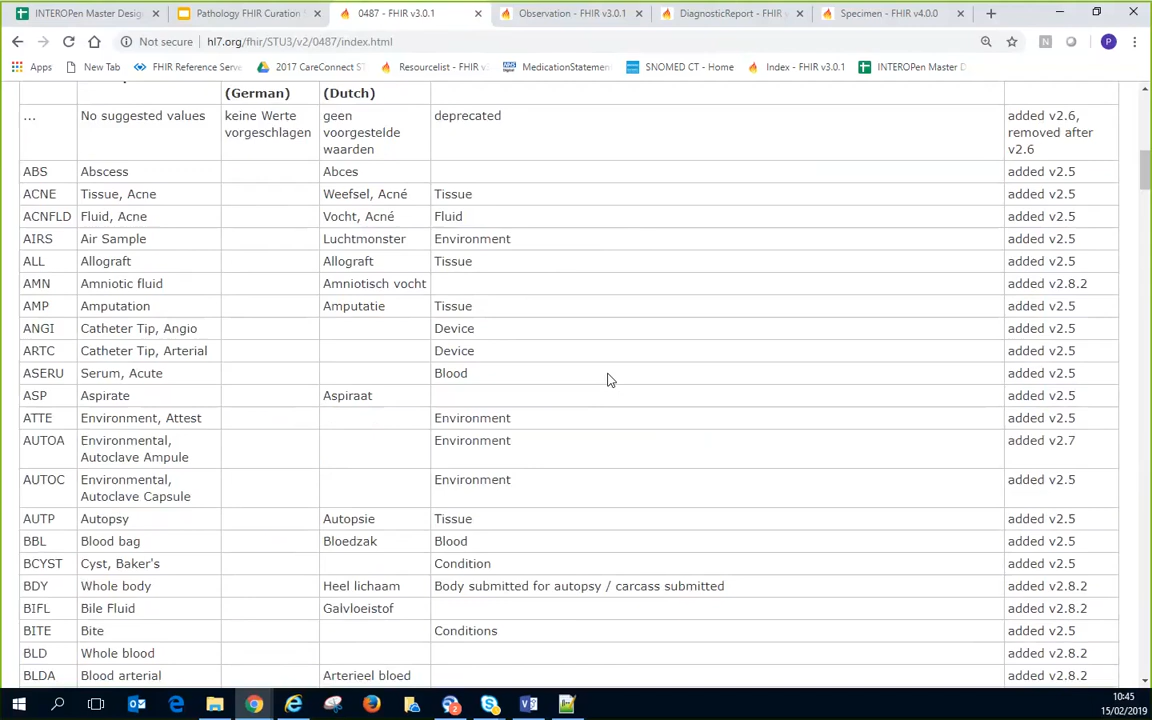 INTEROPen Master Desig
Pathology FHIR Curation
0487 - FHIR v3.0.1
Observation - FHIR v3.0.1
DiagnosticReport - FHIR v
Specimen - FHIR v4.0.0
Not secure
hl7.org/fhir/STU3/v2/0487/index.html
N
P
Apps
New Tab
FHIR Reference Serve
2017 CareConnect ST
Resourcelist - FHIR v
MedicationStatemen
SNOMED CT - Home
Index - FHIR v3.0.1
INTEROPen Master D
(German) (Dutch)
... No suggested values keine Werte geen deprecated added v2.6,
vorgeschlagen voorgestelde removed after
waarden v2.6
ABS Abscess Abces added v2.5
ACNE Tissue, Acne Weefsel, Acné Tissue added v2.5
ACNFLD Fluid, Acne Vocht, Acné Fluid added v2.5
AIRS Air Sample Luchtmonster Environment added v2.5
ALL Allograft Allograft Tissue added v2.5
AMN Amniotic fluid Amniotisch vocht added v2.8.2
AMP Amputation Amputatie Tissue added v2.5
ANGI Catheter Tip, Angio Device added v2.5
ARTC Catheter Tip, Arterial Device added v2.5
ASERU Serum, Acute Blood added v2.5
ASP Aspirate Aspiraat added v2.5
ATTE Environment, Attest Environment added v2.5
AUTOA Environmental, Environment added v2.7
Autoclave Ampule
AUTOC Environmental, Environment added v2.5
Autoclave Capsule
AUTP Autopsy Autopsie Tissue added v2.5
BBL Blood bag Bloedzak Blood added v2.5
BCYST Cyst, Baker's Condition added v2.5
BDY Whole body Heel lichaam Body submitted for autopsy / carcass submitted added v2.8.2
BIFL Bile Fluid Galvloeistof added v2.8.2
BITE Bite Conditions added v2.5
BLD Whole blood added v2.8.2
BLDA Blood arterial Arterieel bloed added v2.8.2
10:45
15/02/2019